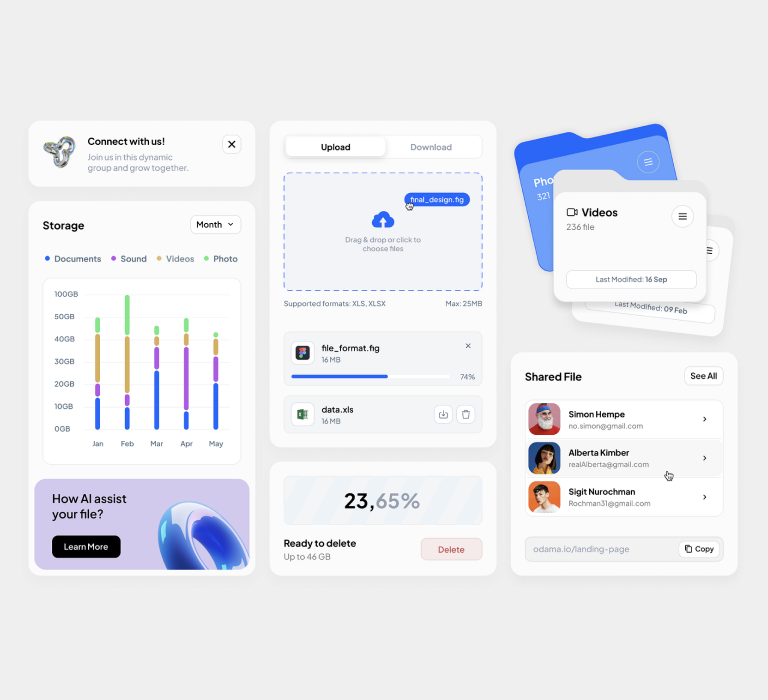 Connect with us!
Join us in this dynamic
group and grow together.
Storage
Month
Documents
Sound
Videos
Photo
100GB
50GB
40GB
30GB
20GB
10GB
0GB
Jan
Feb
Mar
Apr
May
How AI assist
your file?
Learn More
Upload
Download
final_design.fig
Drag & drop or click to
choose files
Supported formats: XLS, XLSX
Max: 25MB
file_format.fig
16 MB
74%
data.xls
16 MB
23,65%
Ready to delete
Up to 46 GB
Delete
321
Videos
236 file
Last Modified: 16 Sep
Last Modified: 09 Feb
Shared File
See All
Simon Hempe
no.simon@gmail.com
Alberta Kimber
realAlberta@gmail.com
Sigit Nurochman
Rochman31@gmail.com
odama.io/landing-page
Copy